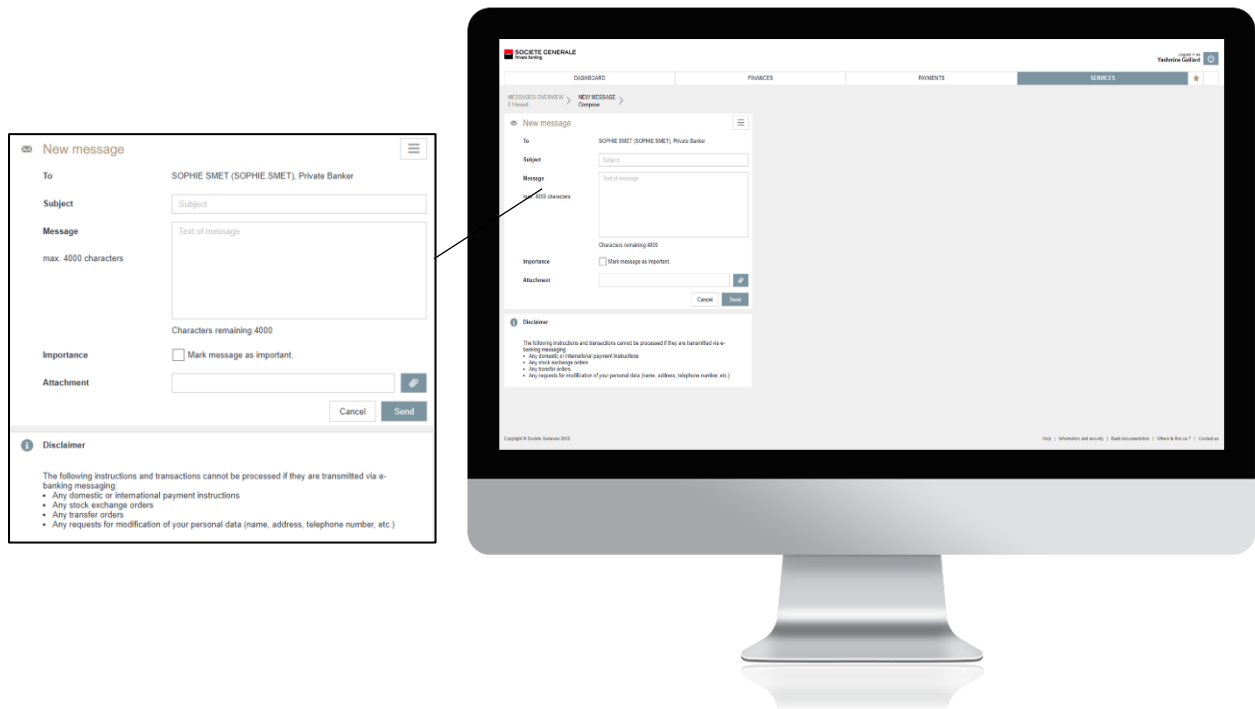 New message
To SOPHIE SMET (SOPHIE.SMET), Private Banker
Subject Subject
Message Text of message
max. 4000 characters
Characters remaining:4000
Importance Mark message as important.
Attachment
Cancel Send
Disclaimer
The following instructions and transactions cannot be processed if they are transmitted via e-
banking messaging:
• Any domestic or international payment instructions
• Any stock exchange orders
• Any transfer orders
• Any requests for modification of your personal data (name, address, telephone number, etc.)
SOCIETE GENERALE
Private Banking
Logged in as
Yashmine Gaillard
DASHBOARD FINANCES PAYMENTS SERVICES
MESSAGES OVERVIEW NEW MESSAGE
Unread Compose
New message
To SOPHIE SMET (SOPHIE.SMET), Private Banker
Subject Subject
Message Text of message
max. 4000 characters
Characters remaining:4000
Importance Mark message as important.
Attachment
Cancel Send
Disclaimer
The following instructions and transactions cannot be processed if they are transmitted via e-
banking messaging:
• Any domestic or international payment instructions
• Any stock exchange orders
• Any transfer orders
• Any requests for modification of your personal data (name, address, telephone number, etc.)
Copyright © Societe Generale Help | Information and security | Bank documentation | Where to find us ? | Contact us